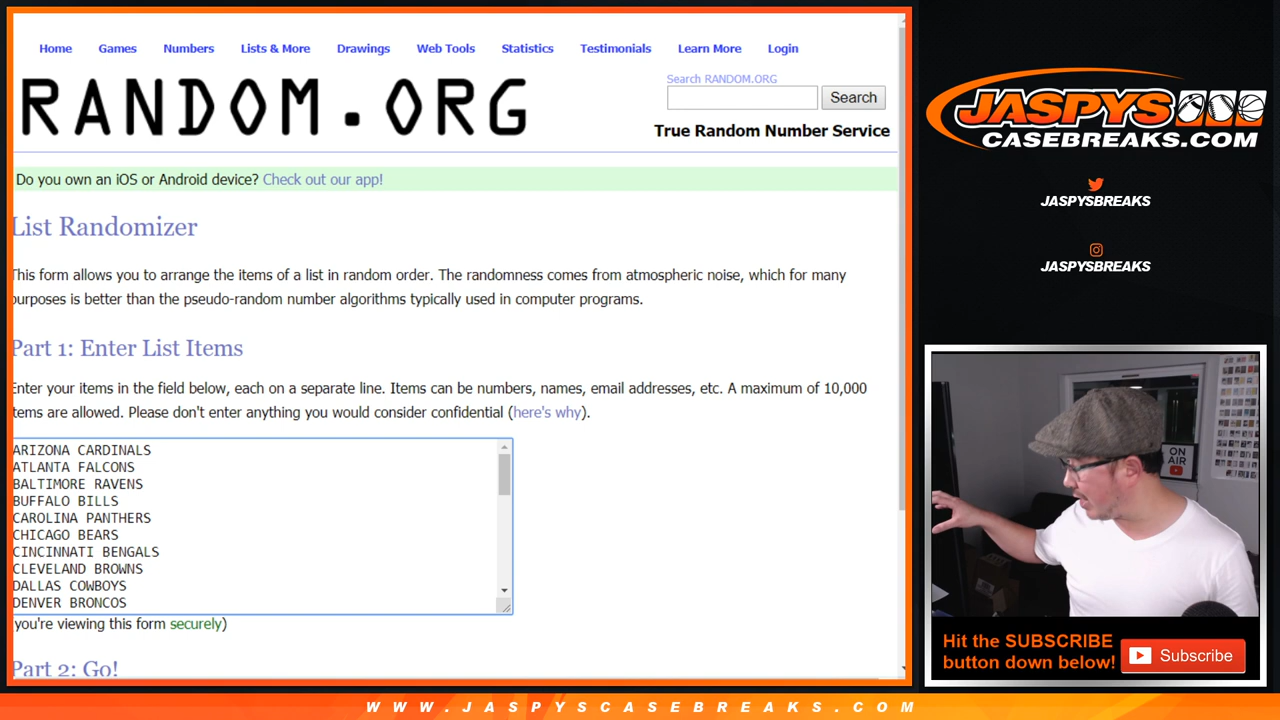 Home Games Numbers Lists & More Drawings Web Tools Statistics Testimonials Learn More Login
RANDOM.ORG
Search RANDOM.ORG
Search
True Random Number Service
Do you own an iOS or Android device? Check out our app!
List Randomizer
This form allows you to arrange the items of a list in random order. The randomness comes from atmospheric noise, which for many
purposes is better than the pseudo-random number algorithms typically used in computer programs.
Part 1: Enter List Items
Enter your items in the field below, each on a separate line. Items can be numbers, names, email addresses, etc. A maximum of 10,000
items are allowed. Please don't enter anything you would consider confidential (here's why).
ARIZONA CARDINALS
ATLANTA FALCONS
BALTIMORE RAVENS
BUFFALO BILLS
CAROLINA PANTHERS
CHICAGO BEARS
CINCINNATI BENGALS
CLEVELAND BROWNS
DALLAS COWBOYS
DENVER BRONCOS
you're viewing this form securely)
Part 2: Go!
JASPYS
CASEBREAKS.COM
JASPYSBREAKS
JASPYSBREAKS
ON
AIR
Hit the SUBSCRIBE
button down below!
Subscribe
WWW.JASPYSCASEBREAKS.COM